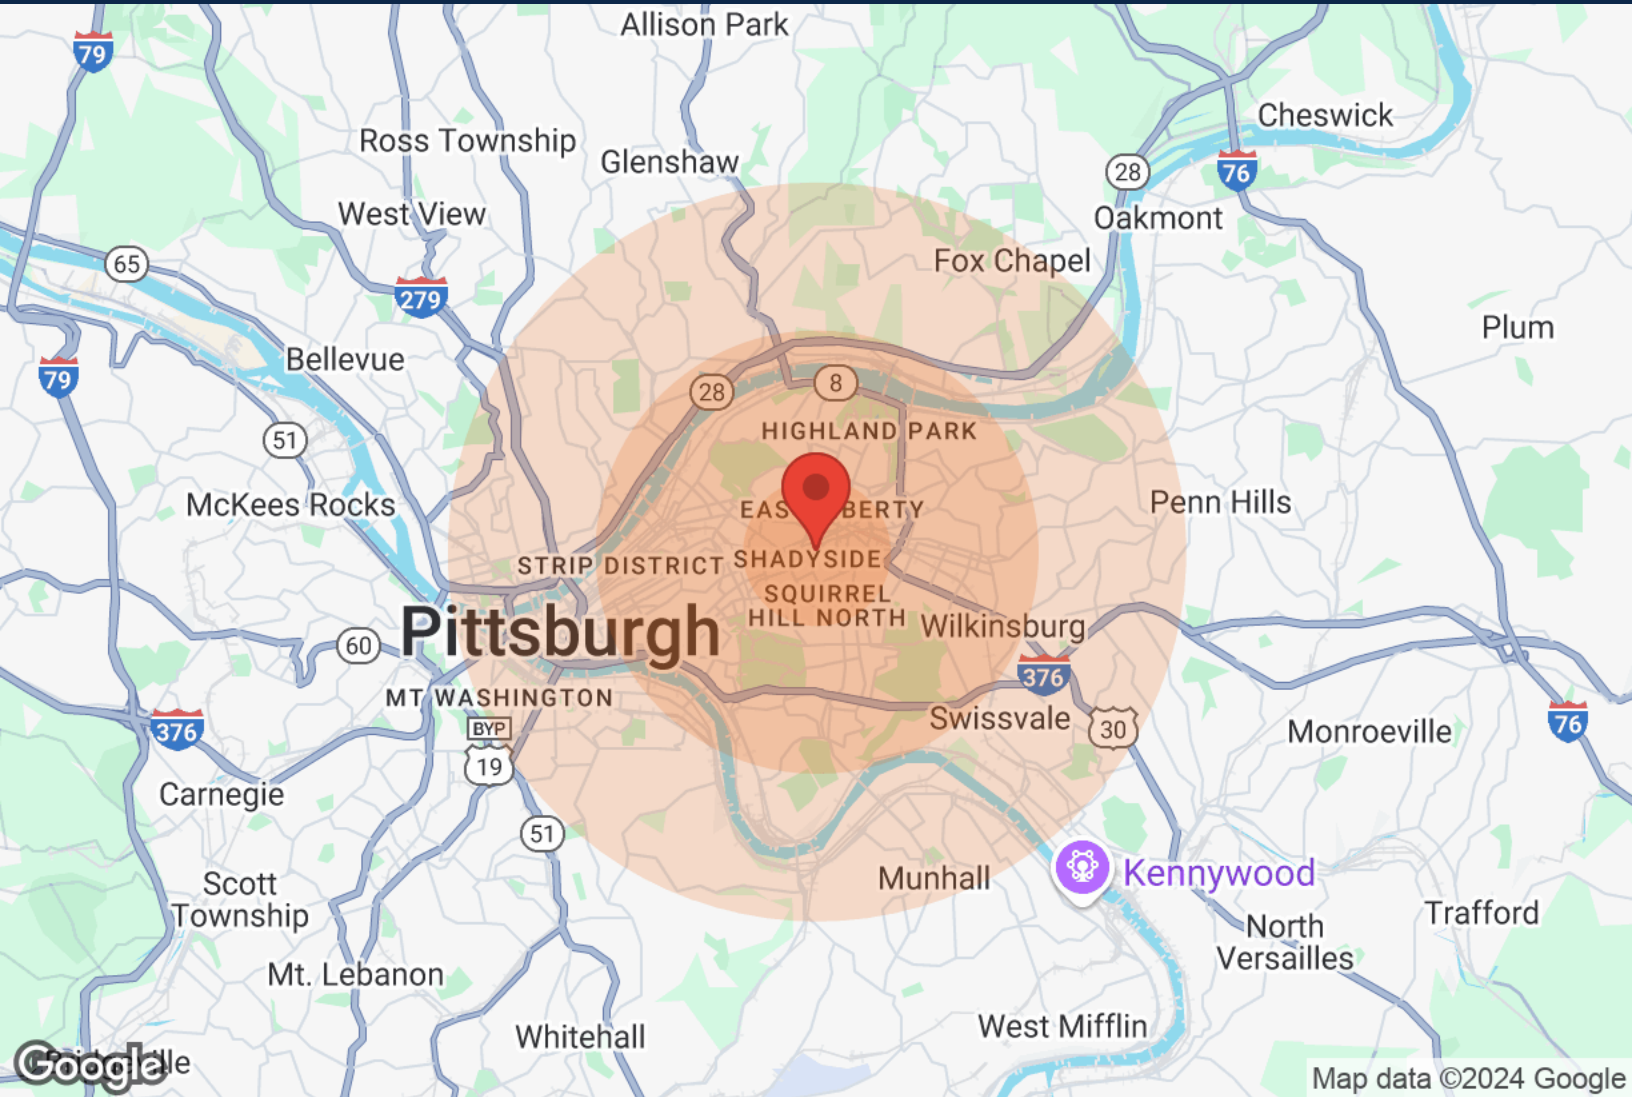 Allison Park
79
Cheswick
Ross Township
Glenshaw
28
76
West View
Oakmont
65
Fox Chapel
279
Plum
Bellevue
79
28
8
51
HIGHLAND PARK
McKees Rocks
Penn Hills
SHADYSIDE
STRIP DISTRICT
SQUIRREL
HILL NORTH
Pittsburgh
Wilkinsburg
60
376
MT WASHINGTON
Swissvale
BYP
19
30
376
76
Monroeville
Carnegie
51
Munhall
Kennywood
Scott
Township
Trafford
North
Versailles
Mt. Lebanon
West Mifflin
Whitehall
Google
Map data ©2024 Google